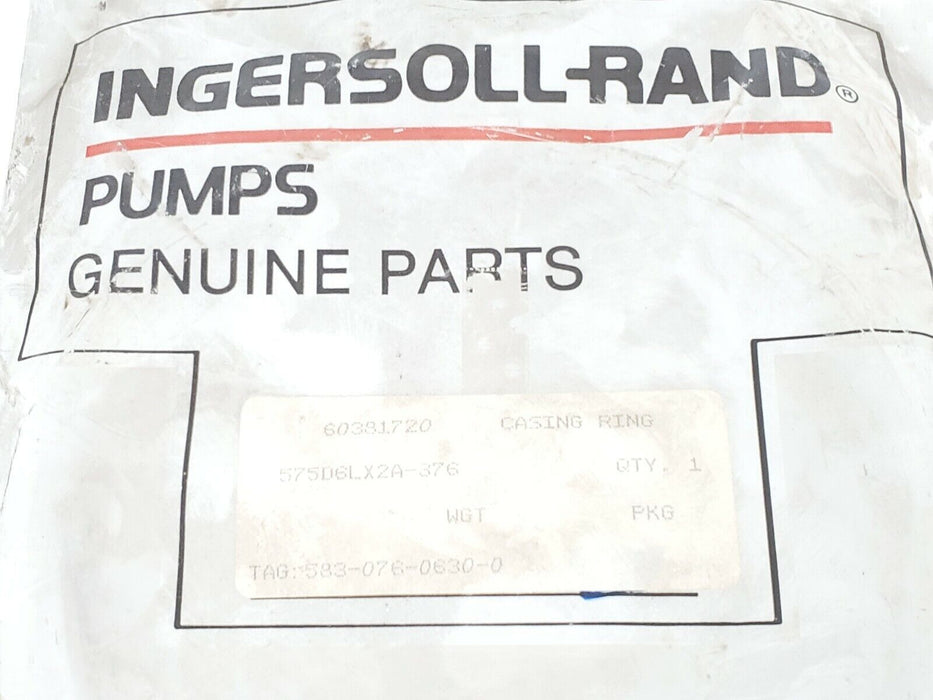 INGERSOLL-RAND®
PUMPS
GENUINE PARTS
60381720 CASING RING
575D6LX2A-376 QTY. 1
WGT PKG
TAG:583-076-0630-0